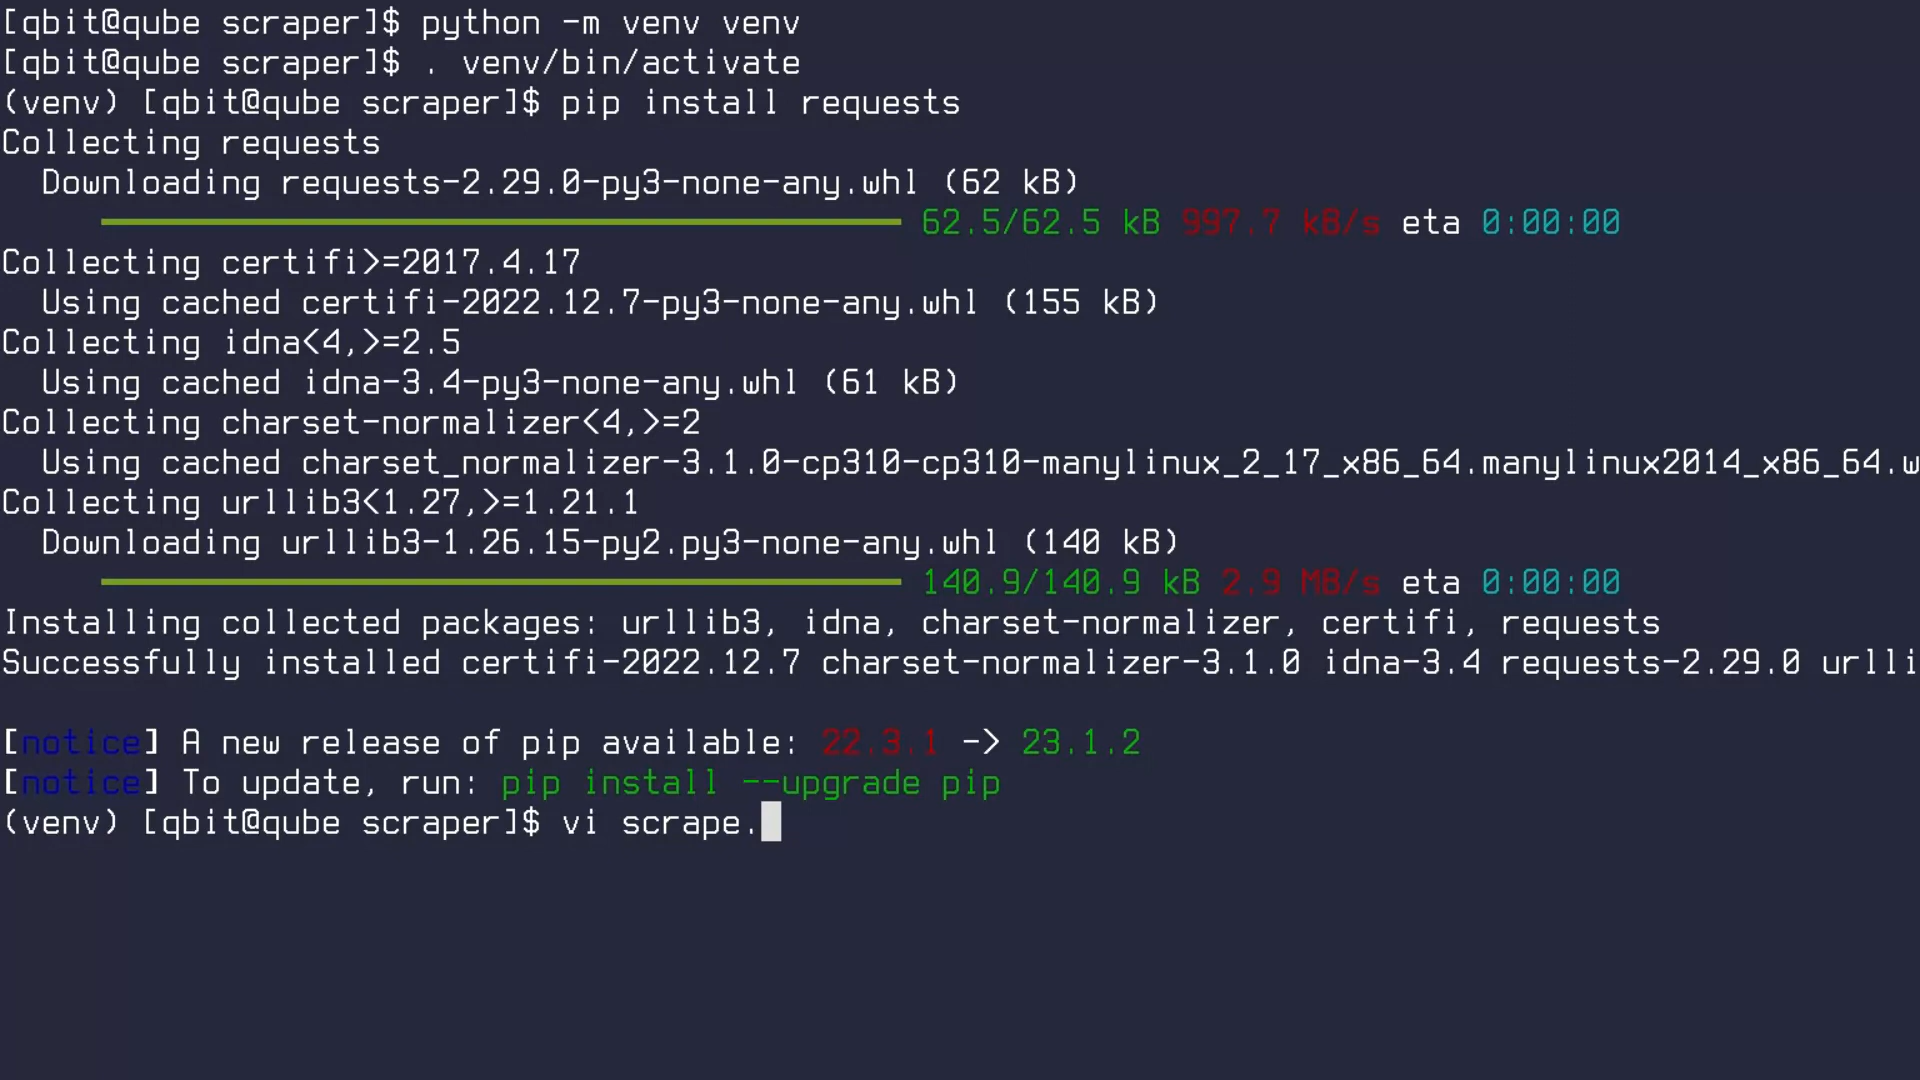 [qbit@qube scraper]$ python -m venv venv
[qbit@qube scraper]$ . venv/bin/activate
(venv) [qbit@qube scraper]$ pip install requests
Collecting requests
  Downloading requests-2.29.0-py3-none-any.whl (62 kB)
62.5/62.5 kB 997.7 kB/s eta 0:00:00
Collecting certifi>=2017.4.17
  Using cached certifi-2022.12.7-py3-none-any.whl (155 kB)
Collecting idna<4,>=2.5
  Using cached idna-3.4-py3-none-any.whl (61 kB)
Collecting charset-normalizer<4,>=2
  Using cached charset_normalizer-3.1.0-cp310-cp310-manylinux_2_17_x86_64.manylinux2014_x86_64.w
Collecting urllib3<1.27,>=1.21.1
  Downloading urllib3-1.26.15-py2.py3-none-any.whl (140 kB)
140.9/140.9 kB 2.9 MB/s eta 0:00:00
Installing collected packages: urllib3, idna, charset-normalizer, certifi, requests
Successfully installed certifi-2022.12.7 charset-normalizer-3.1.0 idna-3.4 requests-2.29.0 urlli
[notice] A new release of pip available: 22.3.1 -> 23.1.2
[notice] To update, run: pip install --upgrade pip
(venv) [qbit@qube scraper]$ vi scrape.